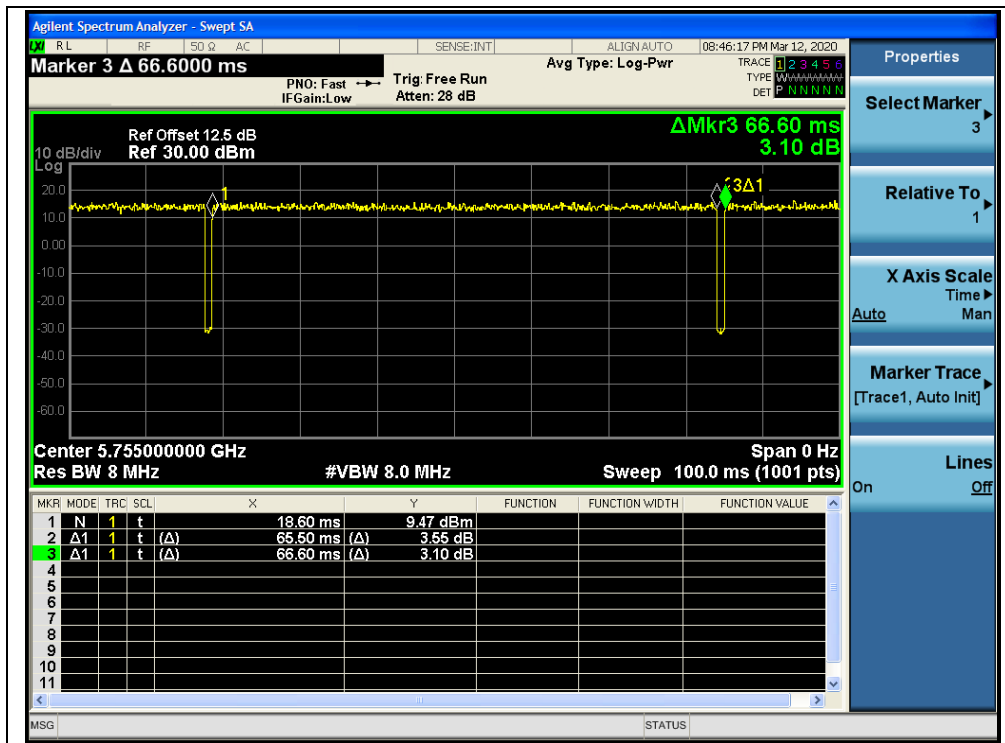 Agilent Spectrum Analyzer - Swept SA
LXI RL RF 50 Ω AC SENSE:INT ALIGN AUTO 08:46:17 PM Mar 12, 2020
Marker 3 Δ 66.6000 ms
PNO: Fast
IFGain:Low
Trig: Free Run
Atten: 28 dB
Avg Type: Log-Pwr
TRACE 1 2 3 4 5 6
TYPE W
DET P N N N N N
Ref Offset 12.5 dB
10 dB/div Ref 30.00 dBm
Log
ΔMkr3 66.60 ms
3.10 dB
20.0
10.0
0.00
-10.0
-20.0
-30.0
-40.0
-50.0
-60.0
1
3Δ1
Center 5.755000000 GHz Span 0 Hz
Res BW 8 MHz #VBW 8.0 MHz Sweep 100.0 ms (1001 pts)
MKR MODE TRC SCL X Y FUNCTION FUNCTION WIDTH FUNCTION VALUE
1 N 1 t 18.60 ms 9.47 dBm
2 Δ1 1 t (Δ) 65.50 ms (Δ) 3.55 dB
3 Δ1 1 t (Δ) 66.60 ms (Δ) 3.10 dB
4
5
6
7
8
9
10
11
MSG STATUS
Properties
Select Marker
3
Relative To
1
X Axis Scale
Time
Auto Man
Marker Trace
[Trace1, Auto Init]
Lines
On Off